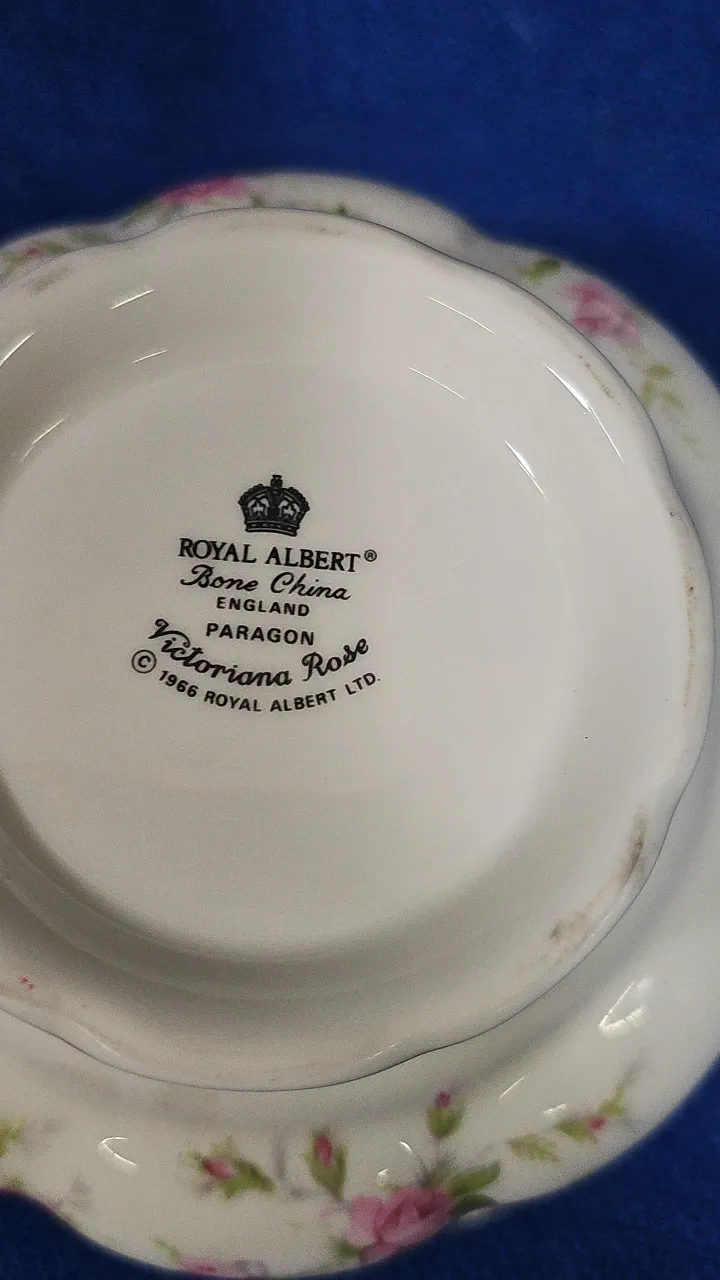 ROYAL ALBERT®
Bone China
ENGLAND
PARAGON
Victoriana Rose
© 1966 ROYAL ALBERT LTD.